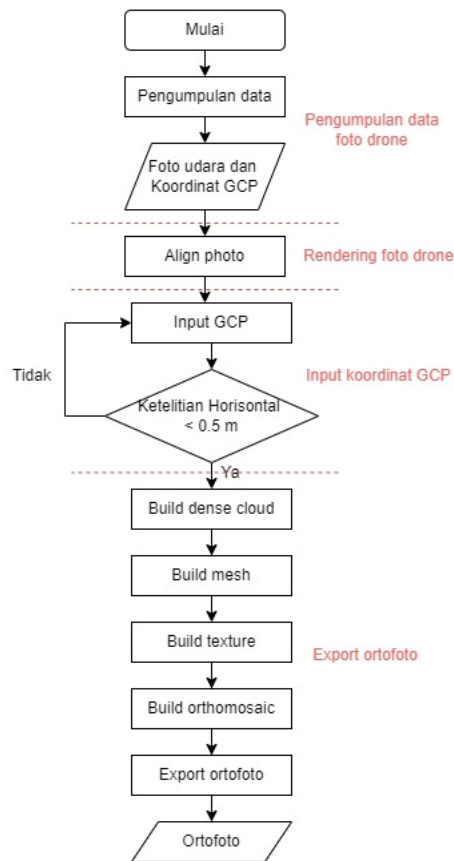 Mulai
Pengumpulan data
Pengumpulan data
foto drone
Foto udara dan
Koordinat GCP
Align photo
Rendering foto drone
Input GCP
Tidak
Input koordinat GCP
Ketelitian Horisontal
< 0.5 m
Ya
Build dense cloud
Build mesh
Build texture
Export ortofoto
Build orthomosaic
Export ortofoto
Ortofoto